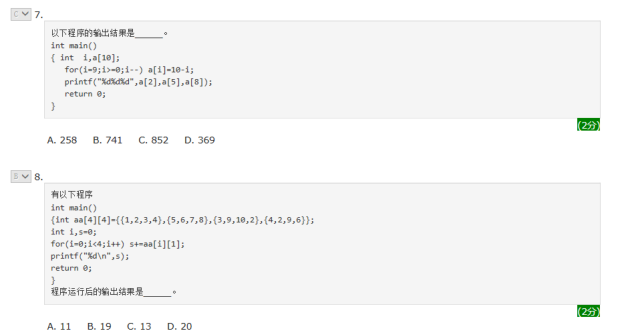 C 7.
以下程序的输出结果是______。
int main()
{ int  i,a[10];
   for(i=9;i>=0;i--) a[i]=10-i;
   printf("%d%d%d",a[2],a[5],a[8]);
   return 0;
}
(2分)
A. 258   B. 741   C. 852   D. 369
B 8.
有以下程序
int main()
{int aa[4][4]={{1,2,3,4},{5,6,7,8},{3,9,10,2},{4,2,9,6}};
int i,s=0;
for(i=0;i<4;i++) s+=aa[i][1];
printf("%d\n",s);
return 0;
}
程序运行后的输出结果是______。
(2分)
A. 11   B. 19   C. 13   D. 20